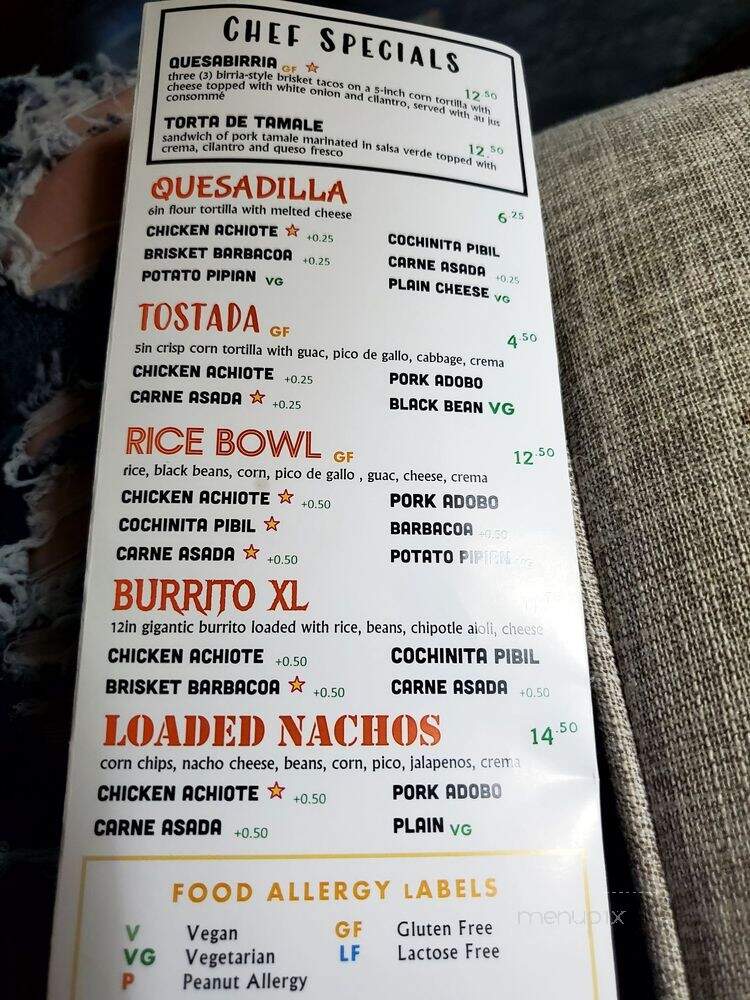 CHEF SPECIALS
QUESABIRRIA GF 12.50
three (3) birria-style brisket tacos on a 5-inch corn tortilla with
cheese topped with white onion and cilantro, served with au jus
consommé
TORTA DE TAMALE 12.50
sandwich of pork tamale marinated in salsa verde topped with
crema, cilantro and queso fresco
QUESADILLA 6.25
6in flour tortilla with melted cheese
CHICKEN ACHIOTE +0.25 COCHINITA PIBIL
BRISKET BARBACOA +0.25 CARNE ASADA +0.25
POTATO PIPIAN VG PLAIN CHEESE VG
TOSTADA GF 4.50
5in crisp corn tortilla with guac, pico de gallo, cabbage, crema
CHICKEN ACHIOTE +0.25 PORK ADOBO
CARNE ASADA +0.25 BLACK BEAN VG
RICE BOWL GF 12.50
rice, black beans, corn, pico de gallo , guac, cheese, crema
CHICKEN ACHIOTE +0.50 PORK ADOBO
COCHINITA PIBIL BARBACOA +0.50
CARNE ASADA +0.50 POTATO PIPIAN
BURRITO XL
12in gigantic burrito loaded with rice, beans, chipotle aioli, cheese
CHICKEN ACHIOTE +0.50 COCHINITA PIBIL
BRISKET BARBACOA +0.50 CARNE ASADA +0.50
LOADED NACHOS 14.50
corn chips, nacho cheese, beans, corn, pico, jalapenos, crema
CHICKEN ACHIOTE +0.50 PORK ADOBO
CARNE ASADA +0.50 PLAIN VG
FOOD ALLERGY LABELS
V Vegan GF Gluten Free
VG Vegetarian LF Lactose Free
P Peanut Allergy
menupix